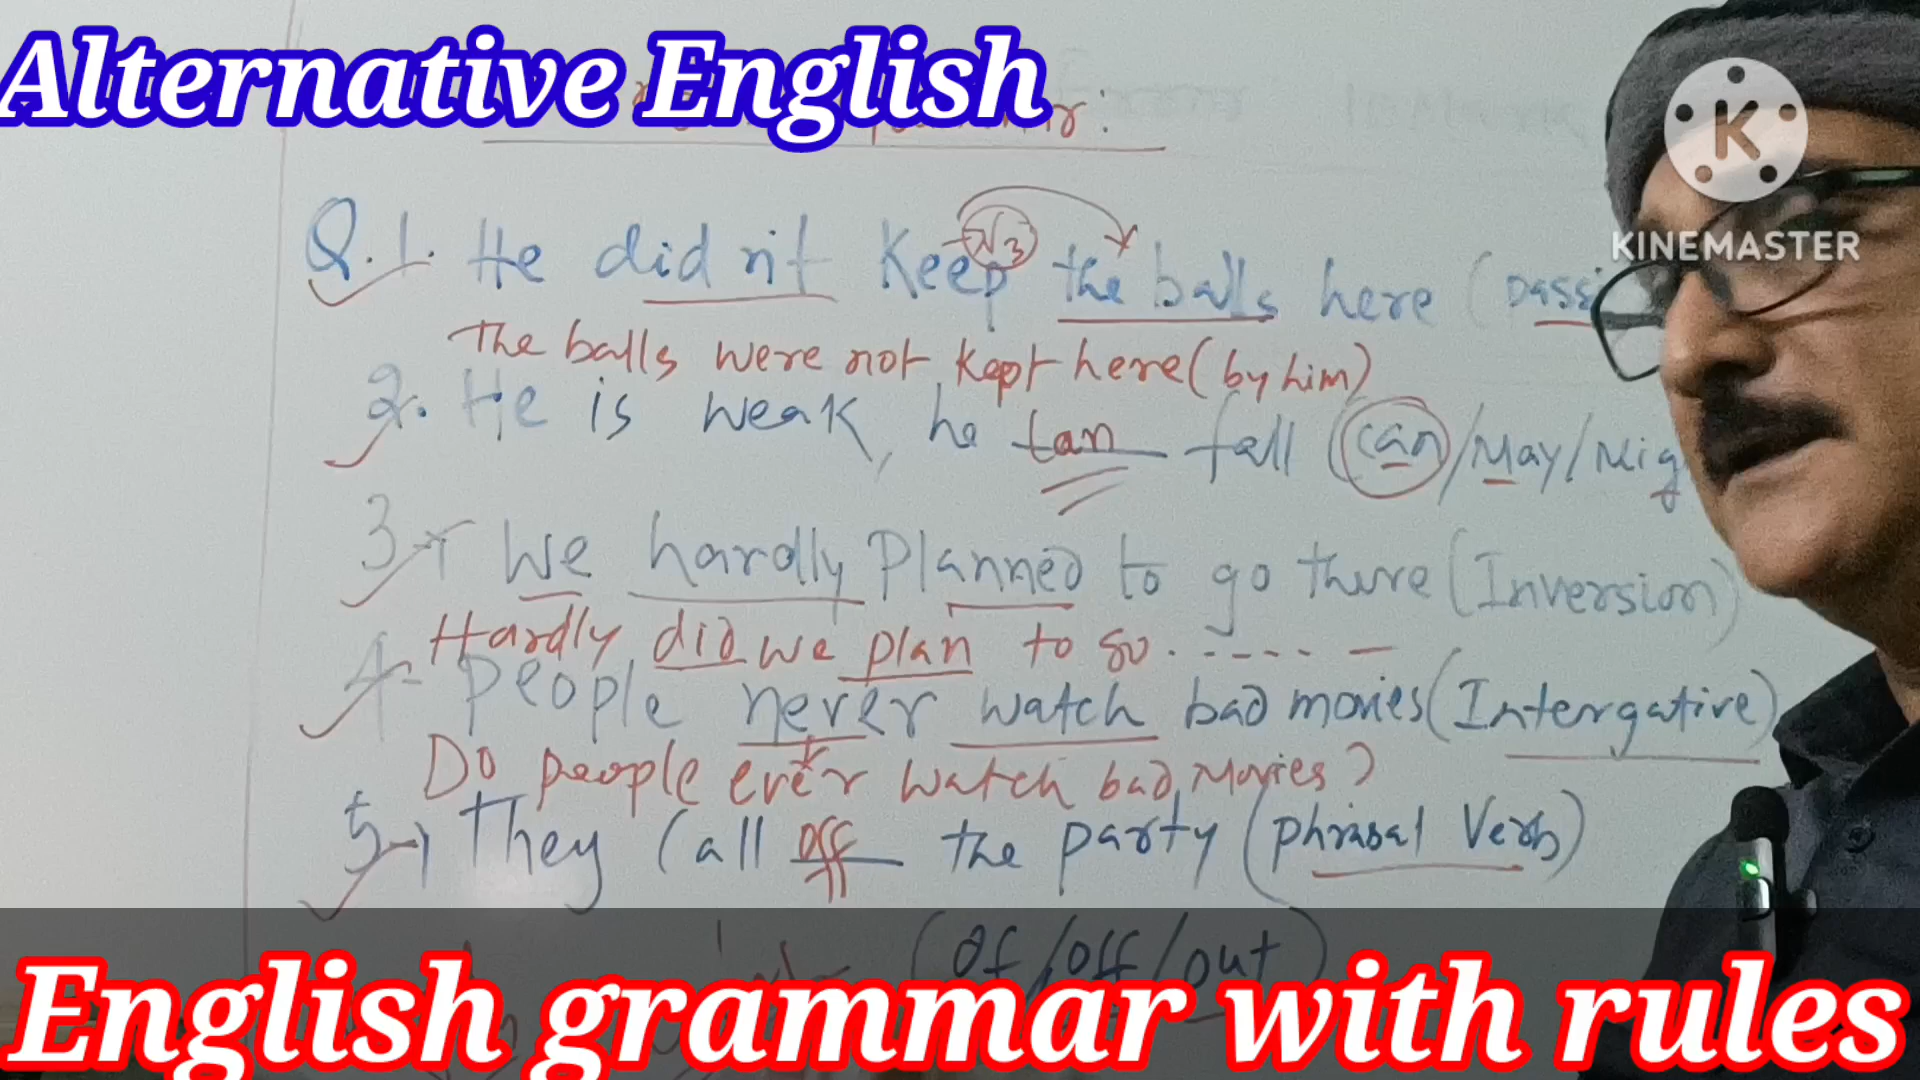 Alternative English
KINEMASTER
Q.1. He did n't Keep the balls here (passi
V3
The balls were not kept here (by him)
2. He is weak, he can fall (can/May/Mig
3. We hardly Planned to go there (Inversion)
Hardly did we plan to go.-----
4- People never watch bad movies (Interrgative)
Do people ever watch bad Movies?
5 They Call off the party (phrasal Verb)
(of/off/out)
English grammar with rules